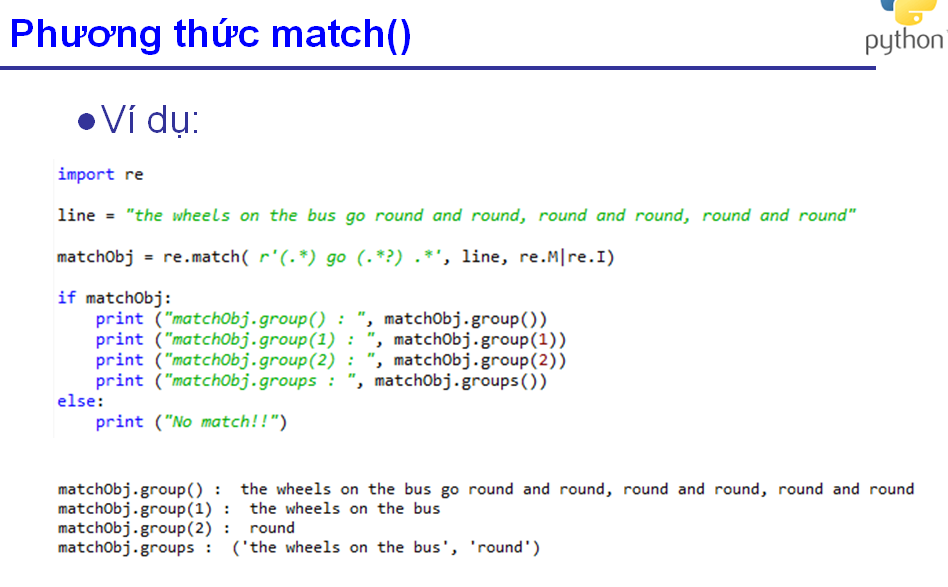 Phương thức match()
python
●Ví dụ:
import re
line = "the wheels on the bus go round and round, round and round, round and round"
matchObj = re.match( r'(.*) go (.*?) .*', line, re.M|re.I)
if matchObj:
    print ("matchObj.group() : ", matchObj.group())
    print ("matchObj.group(1) : ", matchObj.group(1))
    print ("matchObj.group(2) : ", matchObj.group(2))
    print ("matchObj.groups : ", matchObj.groups())
else:
    print ("No match!!")
matchObj.group() :  the wheels on the bus go round and round, round and round, round and round
matchObj.group(1) :  the wheels on the bus
matchObj.group(2) :  round
matchObj.groups :  ('the wheels on the bus', 'round')